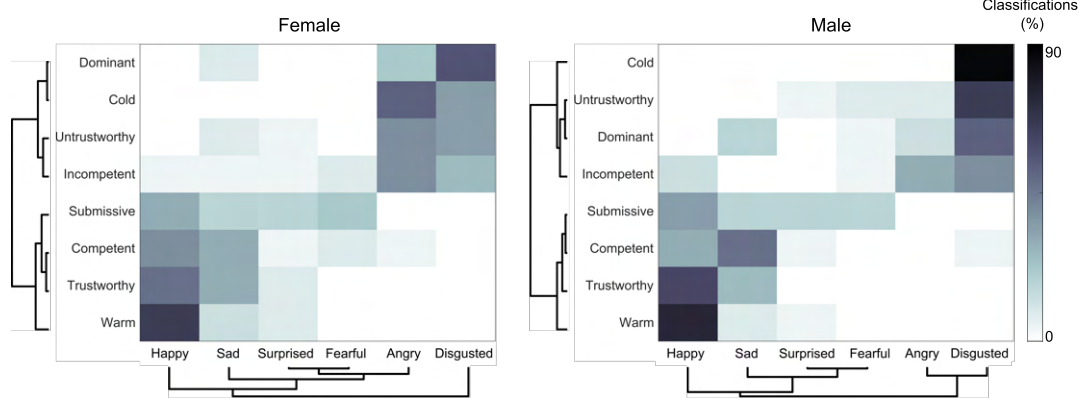 Classifications
(%)
Female
Male
90
0
Dominant
Cold
Untrustworthy
Incompetent
Submissive
Competent
Trustworthy
Warm
Happy Sad Surprised Fearful Angry Disgusted
Cold
Untrustworthy
Dominant
Incompetent
Submissive
Competent
Trustworthy
Warm
Happy Sad Surprised Fearful Angry Disgusted